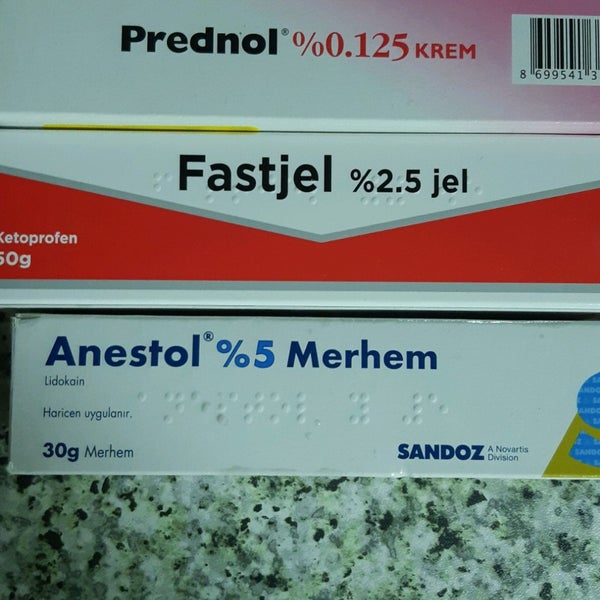 Prednol® %0.125 KREM
8 699541 3
Fastjel %2.5 jel
Ketoprofen
50g
Anestol® %5 Merhem
Lidokain
Haricen uygulanır.
30g Merhem
SANDOZ A Novartis
Division